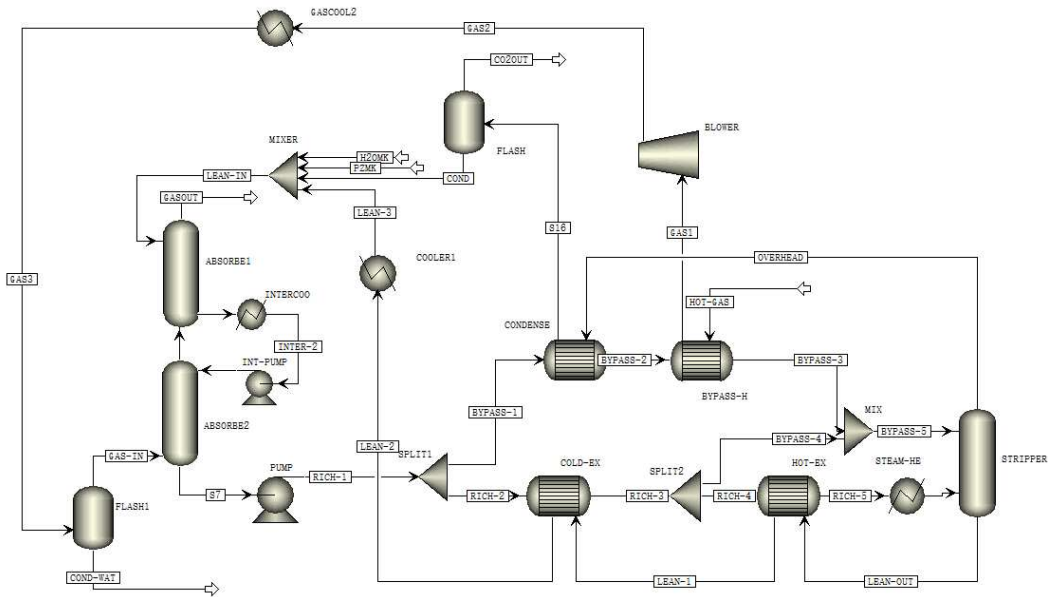 GASCOOL2
GAS2
CO2OUT
BLOWER
MIXER
H2OMK
FLASH
PZMK
LEAN-IN
COND
GASOUT
LEAN-3
S16
GAS1
ABSORBE1
COOLER1
OVERHEAD
GAS3
INTERCOO
HOT-GAS
CONDENSE
INTER-2
BYPASS-2
BYPASS-3
INT-PUMP
BYPASS-H
BYPASS-1
MIX
ABSORBE2
BYPASS-5
BYPASS-4
LEAN-2
SPLIT1
GAS-IN
COLD-EX
SPLIT2
HOT-EX
STEAM-HE
STRIPPER
PUMP
RICH-1
S7
RICH-2
RICH-3
RICH-4
RICH-5
FLASH1
COND-WAT
LEAN-1
LEAN-OUT